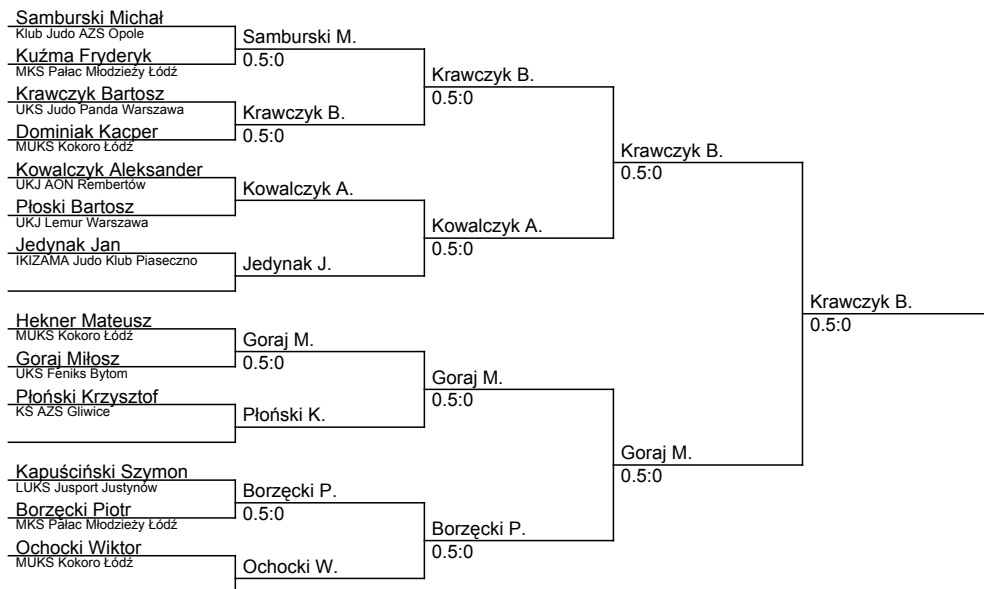 Samburski Michał
Klub Judo AZS Opole
Kuźma Fryderyk
MKS Pałac Młodzieży Łódź
Krawczyk Bartosz
UKS Judo Panda Warszawa
Dominiak Kacper
MUKS Kokoro Łódź
Kowalczyk Aleksander
UKJ AON Rembertów
Płoski Bartosz
UKJ Lemur Warszawa
Jedynak Jan
IKIZAMA Judo Klub Piaseczno
Hekner Mateusz
MUKS Kokoro Łódź
Goraj Miłosz
UKS Feniks Bytom
Płoński Krzysztof
KS AZS Gliwice
Kapuściński Szymon
LUKS Jusport Justynów
Borzęcki Piotr
MKS Pałac Młodzieży Łódź
Ochocki Wiktor
MUKS Kokoro Łódź
Samburski M.
0.5:0
Krawczyk B.
0.5:0
Kowalczyk A.
Jedynak J.
Goraj M.
0.5:0
Płoński K.
Borzęcki P.
0.5:0
Ochocki W.
Krawczyk B.
0.5:0
Kowalczyk A.
0.5:0
Goraj M.
0.5:0
Borzęcki P.
0.5:0
Krawczyk B.
0.5:0
Goraj M.
0.5:0
Krawczyk B.
0.5:0